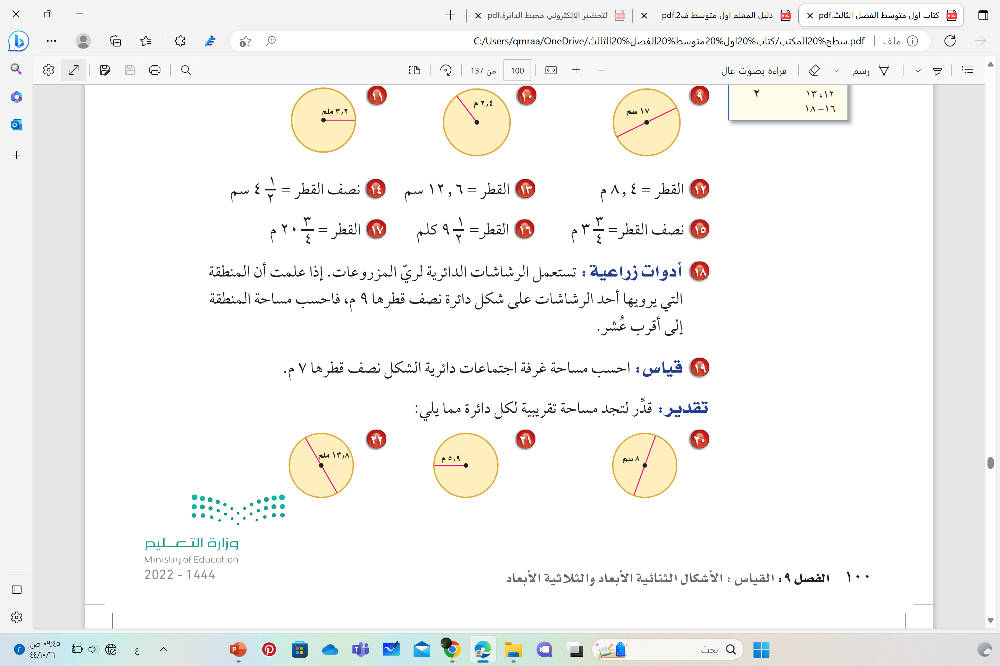 كتاب اول متوسط الفصل الثالث.pdf
دليل المعلم اول متوسط ف2.pdf
لتحضير الالكتروني محيط الدائرة.pdf
ملف
C:/Users/qmraa/OneDrive/سطح%20المكتب/كتاب%20اول%20متوسط%20الفصل%20الثالث.pdf
رسم
قراءة بصوت عالٍ
100
من 137
١٣،١٢ ٢
١٦–١٨
٩ ١٧ سم
١٠ ٢,٤ م
١١ ٣,٢ ملم
١٢ القطر = ٨,٤ م
١٣ القطر = ١٢,٦ سم
١٤ نصف القطر = ٤ ١/٢ سم
١٥ نصف القطر= ٣ ٣/٤ م
١٦ القطر= ٩ ١/٢ كلم
١٧ القطر = ٢٠ ٣/٤ م
١٨ أدوات زراعية: تستعمل الرشاشات الدائرية لريّ المزروعات. إذا علمت أن المنطقة
التي يرويها أحد الرشاشات على شكل دائرة نصف قطرها ٩ م، فاحسب مساحة المنطقة
إلى أقرب عُشر.
١٩ قياس: احسب مساحة غرفة اجتماعات دائرية الشكل نصف قطرها ٧ م.
تقدير: قدِّر لتجد مساحة تقريبية لكل دائرة مما يلي:
٢٠ ٨ سم
٢١ ٥,٩ م
٢٢ ١٣,٨ ملم
وزارة التعليم
Ministry of Education
2022 - 1444
١٠٠ الفصل ٩: القياس: الأشكال الثنائية الأبعاد والثلاثية الأبعاد
بحث
ع
٠٩:٤٥ ص
٤٤/١٠/٢١
٣